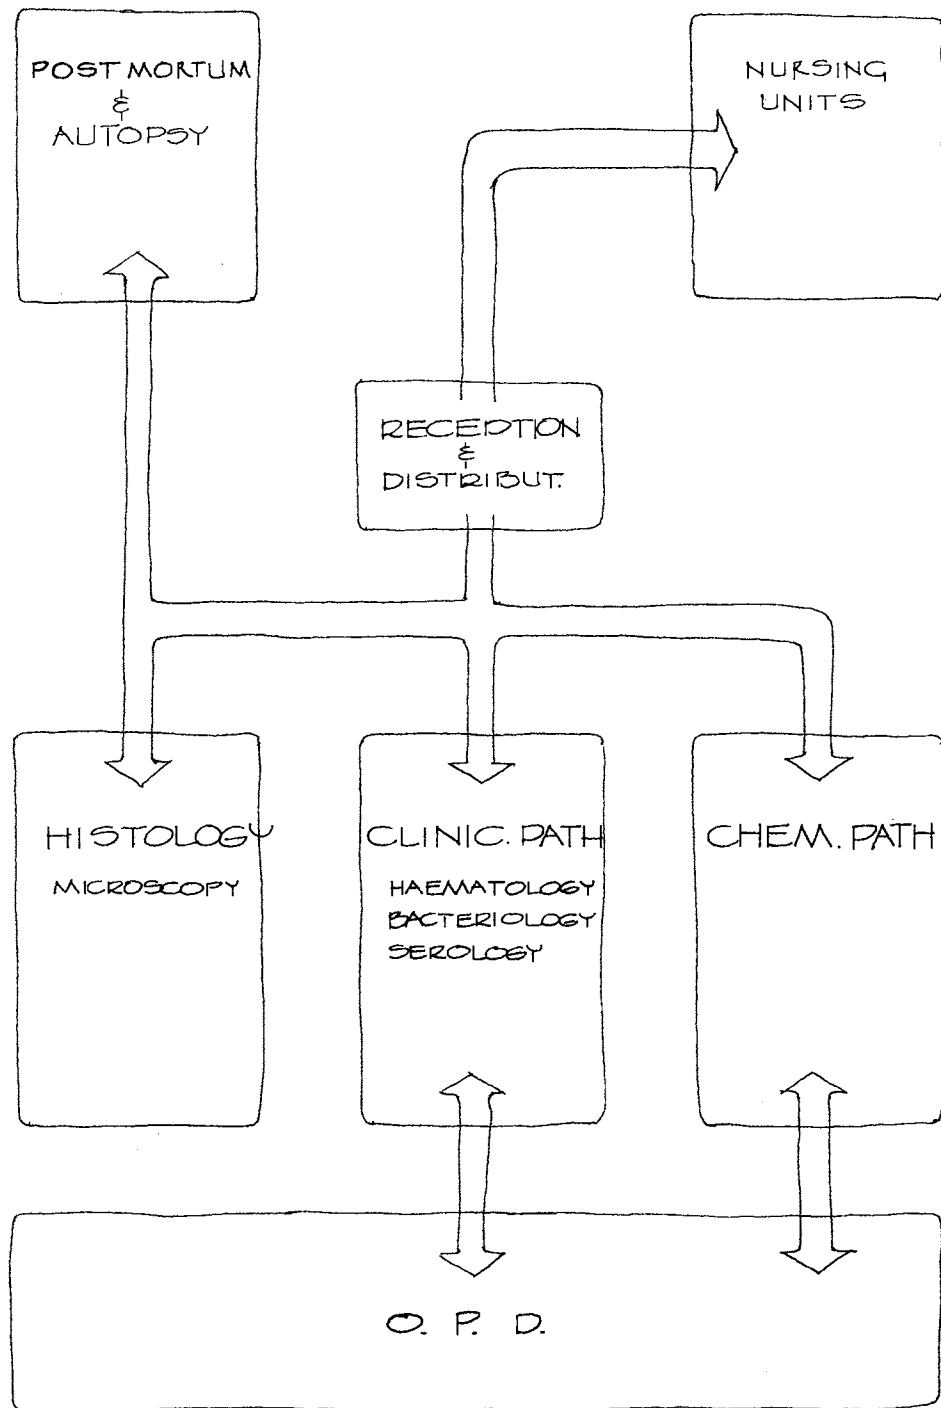 POST MORTUM
&
AUTOPSY
NURSING
UNITS
RECEPTION
&
DISTRIBUT.
HISTOLOGY
MICROSCOPY
CLINIC. PATH
HAEMATOLOGY
BACTERIOLOGY
SEROLOGY
CHEM. PATH
O. P. D.